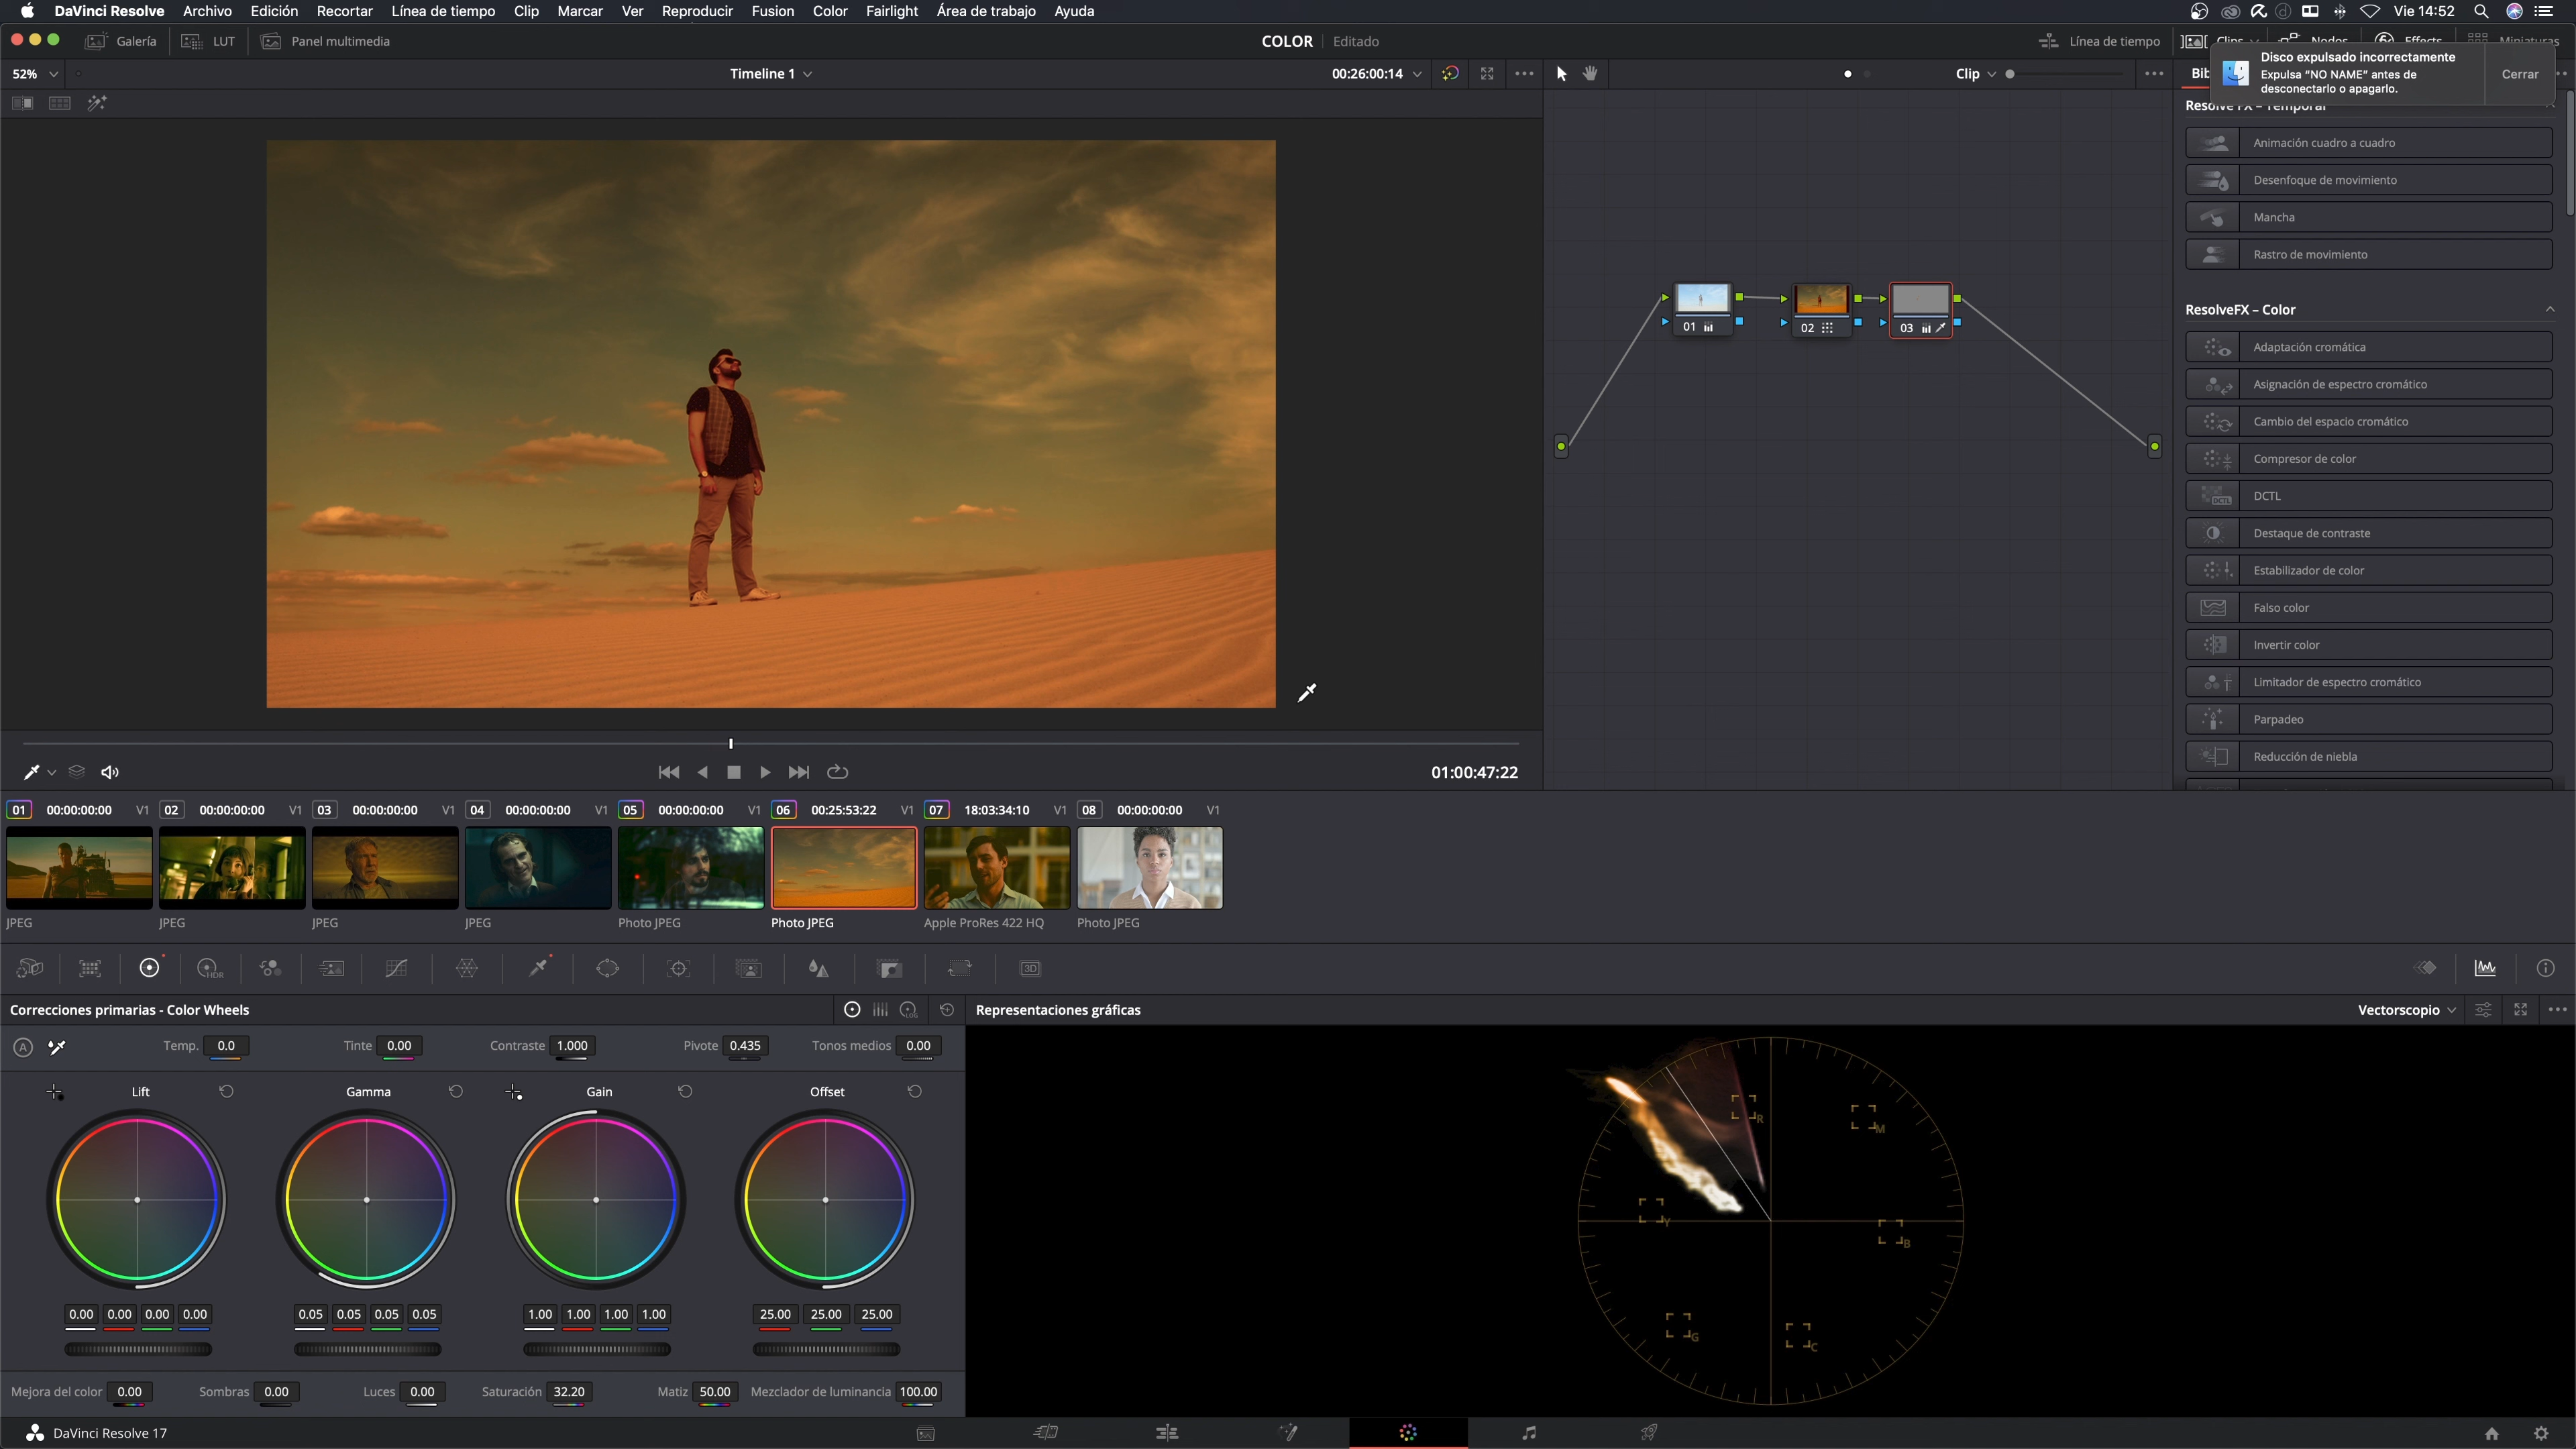 DaVinci Resolve Archivo Edición Recortar Línea de tiempo Clip Marcar Ver Reproducir Fusion Color Fairlight Área de trabajo Ayuda Vie 14:52
Galería LUT Panel multimedia COLOR Editado Línea de tiempo Clips Nodos Effects Miniaturas
52% Timeline 1 00:26:00:14 Clip
Disco expulsado incorrectamente
Expulsa “NO NAME” antes de
desconectarlo o apagarlo.
Cerrar
Animación cuadro a cuadro
Desenfoque de movimiento
Mancha
Rastro de movimiento
ResolveFX – Color
Adaptación cromática
Asignación de espectro cromático
Cambio del espacio cromático
Compresor de color
DCTL
Destaque de contraste
Estabilizador de color
Falso color
Invertir color
Limitador de espectro cromático
Parpadeo
Reducción de niebla
01 02 03
01:00:47:22
01 00:00:00:00 V1 02 00:00:00:00 V1 03 00:00:00:00 V1 04 00:00:00:00 V1 05 00:00:00:00 V1 06 00:25:53:22 V1 07 18:03:34:10 V1 08 00:00:00:00 V1
JPEG JPEG JPEG JPEG Photo JPEG Photo JPEG Apple ProRes 422 HQ Photo JPEG
HDR 3D
Correcciones primarias - Color Wheels LOG Representaciones gráficas Vectorscopio
A Temp. 0.0 Tinte 0.00 Contraste 1.000 Pivote 0.435 Tonos medios 0.00
Lift Gamma Gain Offset
0.00 0.00 0.00 0.00 0.05 0.05 0.05 0.05 1.00 1.00 1.00 1.00 25.00 25.00 25.00
Mejora del color 0.00 Sombras 0.00 Luces 0.00 Saturación 32.20 Matiz 50.00 Mezclador de luminancia 100.00
R
M
Y
B
G
C
DaVinci Resolve 17